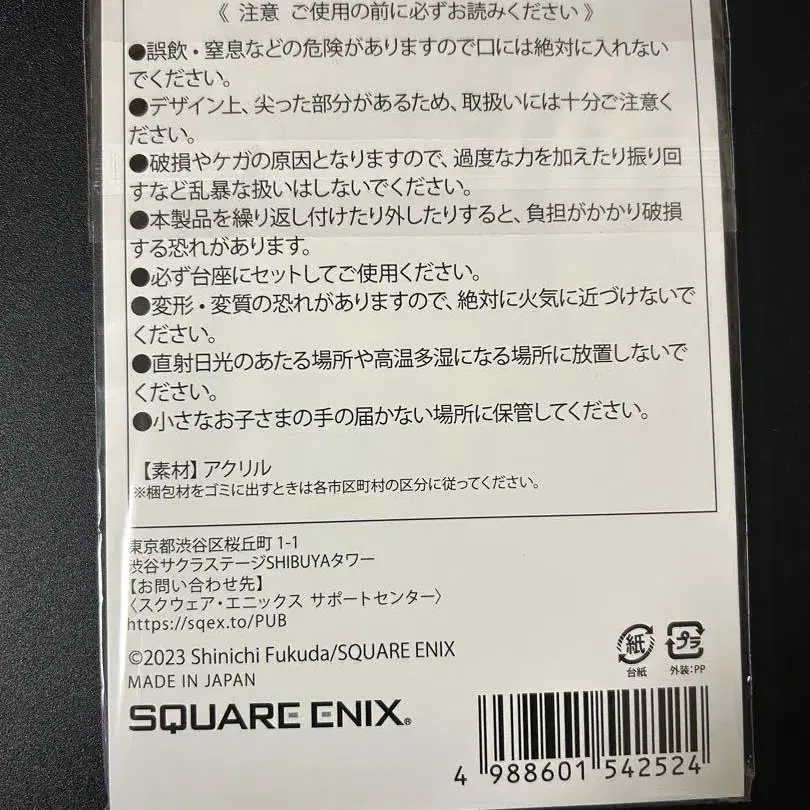 《 注意 ご使用の前に必ずお読みください 》
●誤飲・窒息などの危険がありますので口には絶対に入れない
でください。
●デザイン上、尖った部分があるため、取扱いには十分ご注意く
ださい。
●破損やケガの原因となりますので、過度な力を加えたり振り回
すなど乱暴な扱いはしないでください。
●本製品を繰り返し付けたり外したりすると、負担がかかり破損
する恐れがあります。
●必ず台座にセットしてご使用ください。
●変形・変質の恐れがありますので、絶対に火気に近づけないで
ください。
●直射日光のあたる場所や高温多湿になる場所に放置しないで
ください。
●小さなお子さまの手の届かない場所に保管してください。
【素材】アクリル
※梱包材をゴミに出すときは各市区町村の区分に従ってください。
東京都渋谷区桜丘町 1-1
渋谷サクラステージSHIBUYAタワー
【お問い合わせ先】
〈スクウェア・エニックス サポートセンター〉
https://sqex.to/PUB
©2023 Shinichi Fukuda/SQUARE ENIX
MADE IN JAPAN
SQUARE ENIX®
紙
台紙
プラ
外装:PP
4 988601 542524